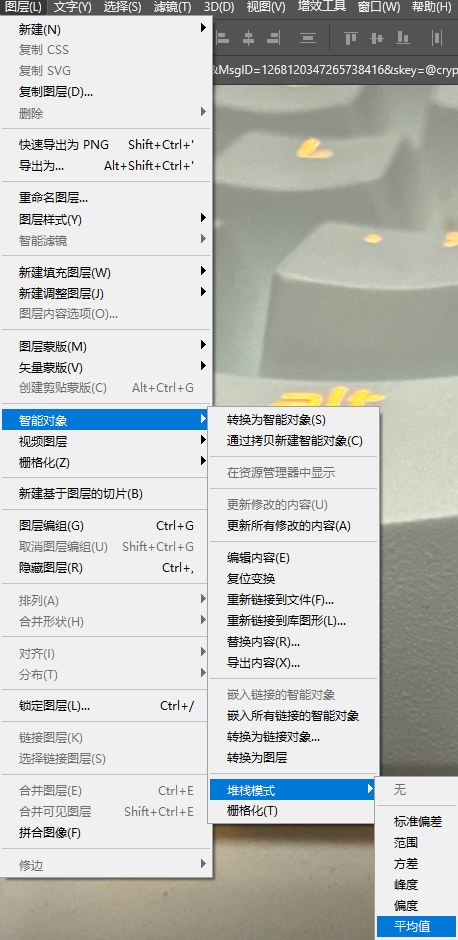 图层(L) 文字(Y) 选择(S) 滤镜(T) 3D(D) 视图(V) 增效工具 窗口(W) 帮助(H)
&MsgID=1268120347265738416&skey=@cryp
新建(N)
复制 CSS
复制 SVG
复制图层(D)...
删除
快速导出为 PNG Shift+Ctrl+'
导出为... Alt+Shift+Ctrl+'
重命名图层...
图层样式(Y)
智能滤镜
新建填充图层(W)
新建调整图层(J)
图层内容选项(O)...
图层蒙版(M)
矢量蒙版(V)
创建剪贴蒙版(C) Alt+Ctrl+G
智能对象
视频图层
栅格化(Z)
新建基于图层的切片(B)
图层编组(G) Ctrl+G
取消图层编组(U) Shift+Ctrl+G
隐藏图层(R) Ctrl+,
排列(A)
合并形状(H)
对齐(I)
分布(T)
锁定图层(L)... Ctrl+/
链接图层(K)
选择链接图层(S)
合并图层(E) Ctrl+E
合并可见图层 Shift+Ctrl+E
拼合图像(F)
修边
alt
转换为智能对象(S)
通过拷贝新建智能对象(C)
在资源管理器中显示
更新修改的内容(U)
更新所有修改的内容(A)
编辑内容(E)
复位变换
重新链接到文件(F)...
重新链接到库图形(L)...
替换内容(R)...
导出内容(X)...
嵌入链接的智能对象
嵌入所有链接的智能对象
转换为链接对象...
转换为图层
堆栈模式
栅格化(T)
无
标准偏差
范围
方差
峰度
偏度
平均值